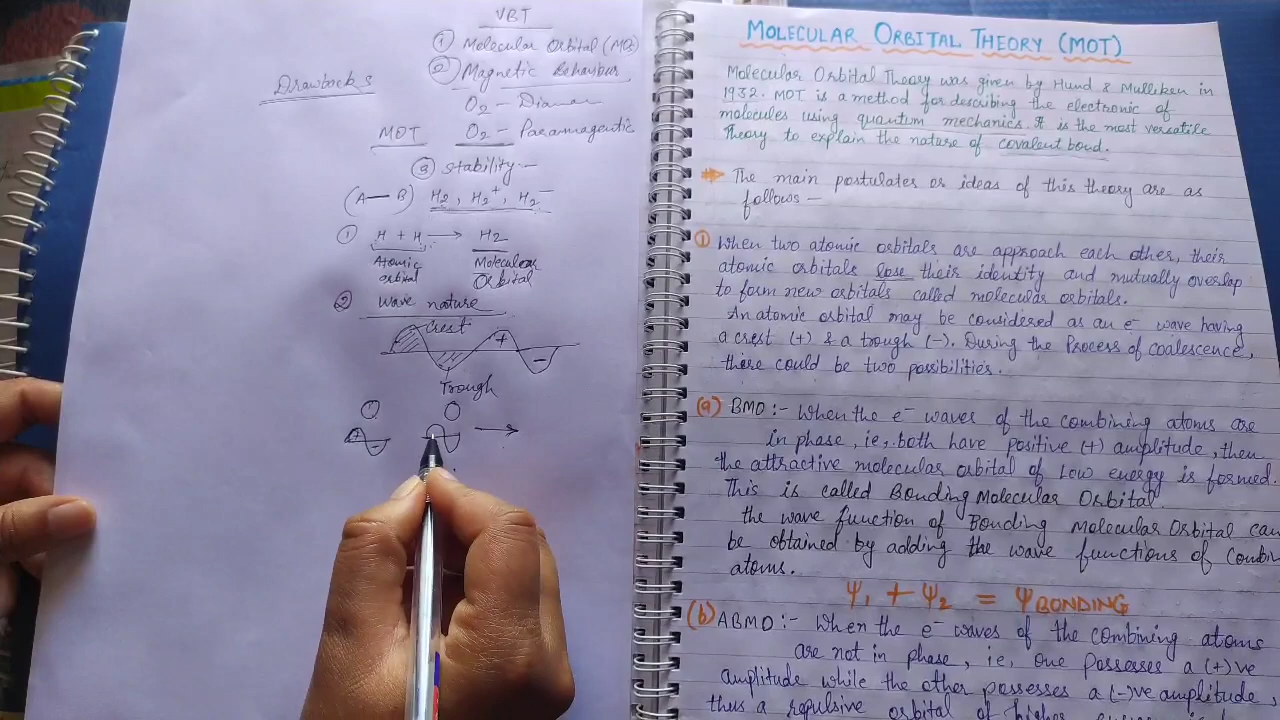 VBT
① Molecular Orbital (MO)
② Magnetic Behaviour
Drawbacks
O2 - Diama
MOT O2 - Paramagentic
③ Stability -
(A — B) H2, H2+, H2-
① H + H → H2
Atomic orbital
Molecular Orbital
② wave nature
Crest
+
-
Trough
+
MOLECULAR ORBITAL THEORY (MOT)
Molecular Orbital Theory was given by Hund & Mulliken in
1932. MOT is a method for describing the electronic of
molecules using quantum mechanics. It is the most versatile
Theory to explain the nature of covalent bond.
The main postulates or ideas of this theory are as
follows -
① When two atomic orbitals are approach each other, their
atomic orbitals lose their identity and mutually overlap
to form new orbitals called molecular orbitals.
An atomic orbital may be considered as an e- wave having
a crest (+) & a trough (-). During the Process of coalescence,
there could be two possibilities.
(a) BMO :- When the e- waves of the combining atoms are
in phase, ie, both have positive (+) amplitude, then
the attractive molecular orbital of Low energy is formed.
This is called Bonding Molecular Orbital.
the wave function of Bonding Molecular Orbital can
be obtained by adding the wave functions of
atoms.
Ψ1 + Ψ2 = Ψ BONDING
(b) ABMO :- When the e- waves of the combining atoms
are not in phase, ie, one possesses a (+)ve
amplitude while the other possesses a (-)ve amplitude,
thus a repulsive orbital of higher